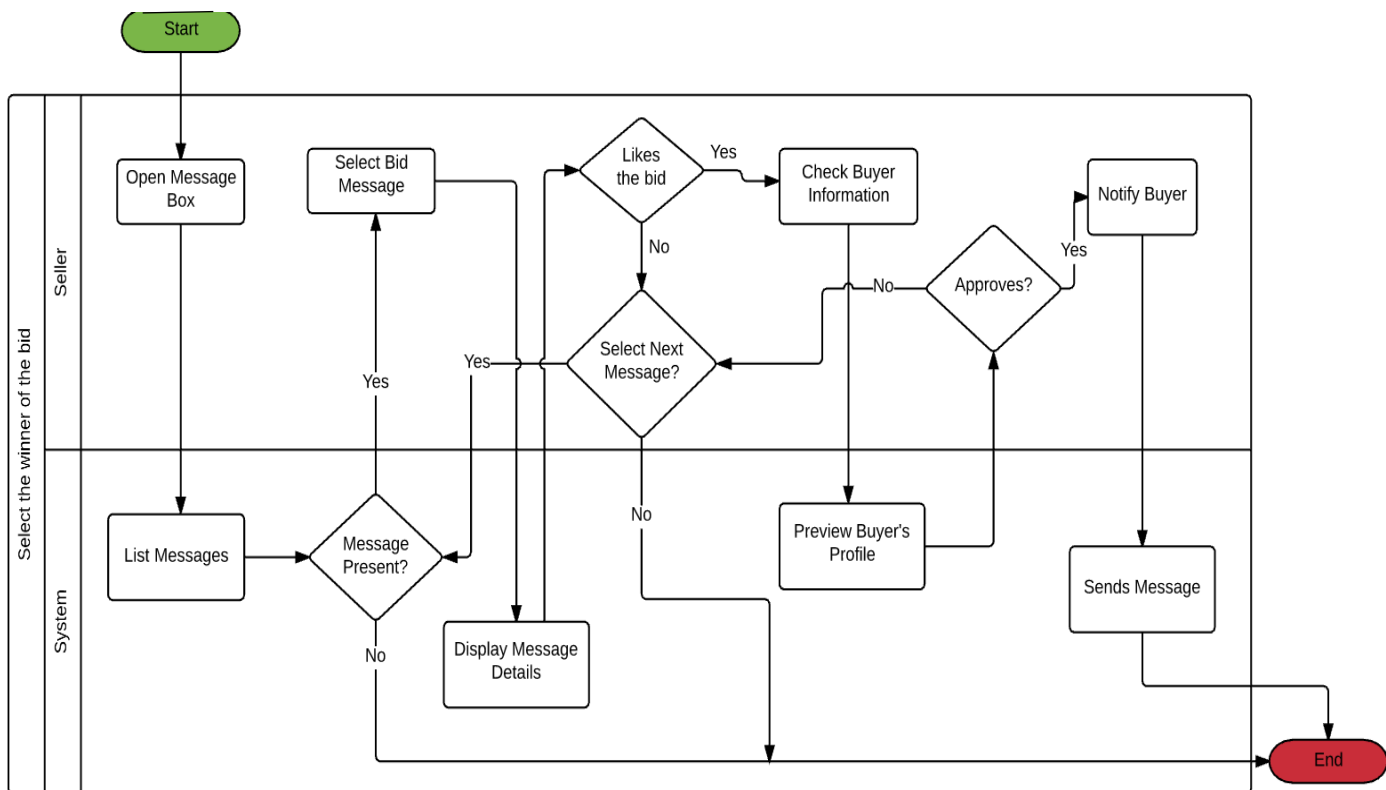 Start
Select the winner of the bid
Seller
Open Message
Box
Select Bid
Message
Likes
the bid
Yes
Check Buyer
Information
Notify Buyer
No
Yes
Approves?
No
Select Next
Message?
Yes
Yes
System
List Messages
Message
Present?
No
No
Display Message
Details
Preview Buyer's
Profile
Sends Message
End